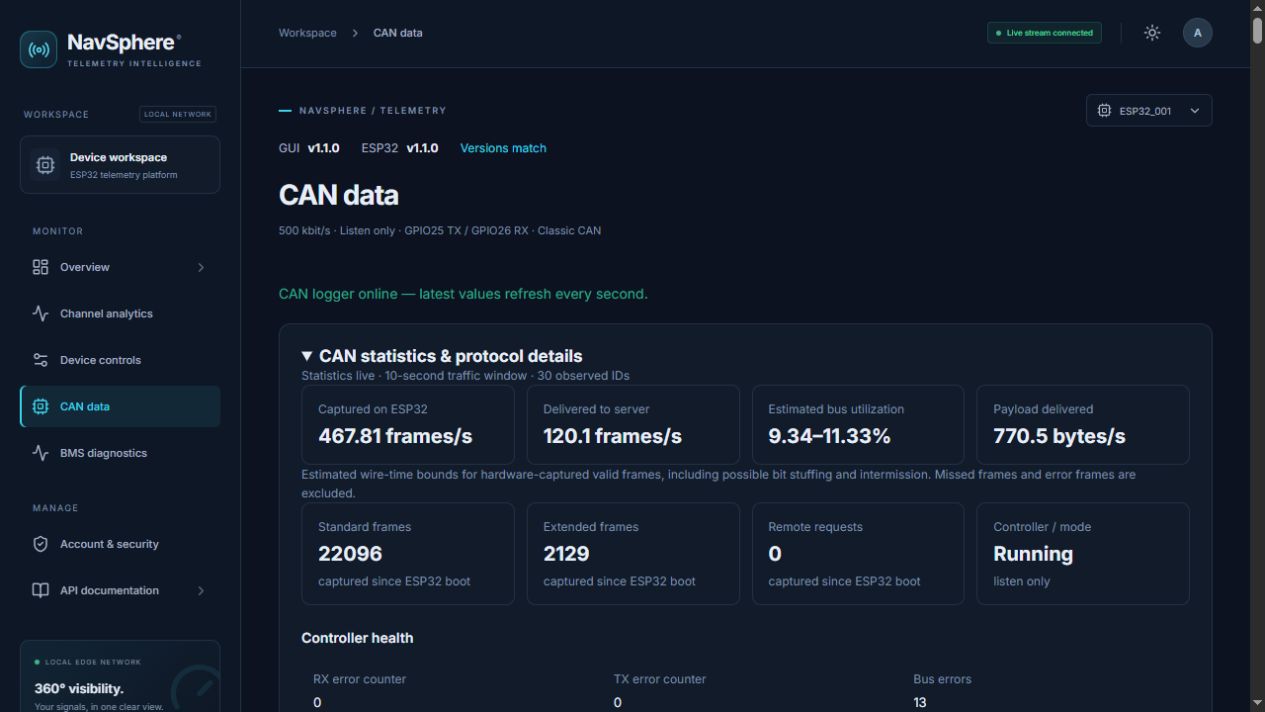 NavSphere°
TELEMETRY INTELLIGENCE
WORKSPACE
LOCAL NETWORK
Device workspace
ESP32 telemetry platform
MONITOR
Overview
Channel analytics
Device controls
CAN data
BMS diagnostics
MANAGE
Account & security
API documentation
LOCAL EDGE NETWORK
360° visibility.
Your signals, in one clear view.
Workspace > CAN data
Live stream connected
A
NAVSPHERE / TELEMETRY
ESP32_001
GUI v1.1.0 ESP32 v1.1.0 Versions match
CAN data
500 kbit/s · Listen only · GPIO25 TX / GPIO26 RX · Classic CAN
CAN logger online — latest values refresh every second.
▼ CAN statistics & protocol details
Statistics live · 10-second traffic window · 30 observed IDs
Captured on ESP32
467.81 frames/s
Delivered to server
120.1 frames/s
Estimated bus utilization
9.34–11.33%
Payload delivered
770.5 bytes/s
Estimated wire-time bounds for hardware-captured valid frames, including possible bit stuffing and intermission. Missed frames and error frames are
excluded.
Standard frames
22096
captured since ESP32 boot
Extended frames
2129
captured since ESP32 boot
Remote requests
0
captured since ESP32 boot
Controller / mode
Running
listen only
Controller health
RX error counter
0
TX error counter
0
Bus errors
13